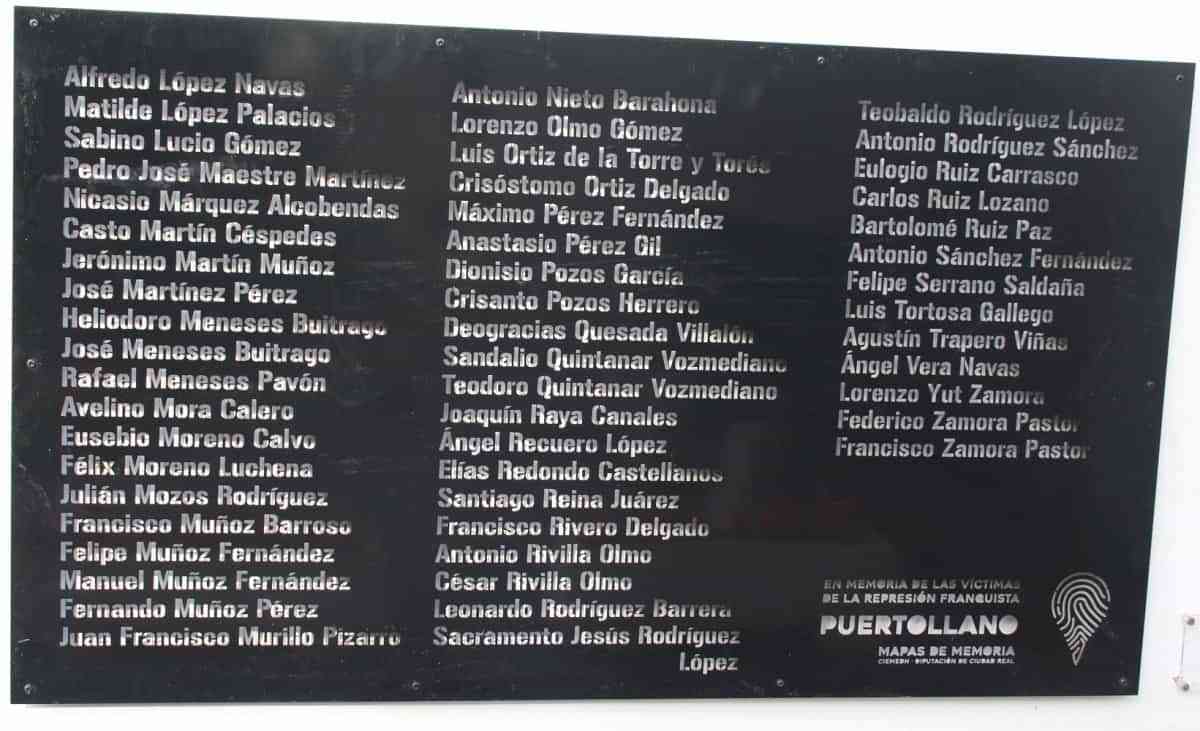 Alfredo López Navas
Matilde López Palacios
Sabino Lucio Gómez
Pedro José Maestre Martínez
Nicasio Márquez Alcobendas
Casto Martín Céspedes
Jerónimo Martín Muñoz
José Martínez Pérez
Heliodoro Meneses Buitrago
José Meneses Buitrago
Rafael Meneses Pavón
Avelino Mora Calero
Eusebio Moreno Calvo
Félix Moreno Luchena
Julián Mozos Rodríguez
Francisco Muñoz Barroso
Felipe Muñoz Fernández
Manuel Muñoz Fernández
Fernando Muñoz Pérez
Juan Francisco Murillo Pizarro
Antonio Nieto Barahona
Lorenzo Olmo Gómez
Luis Ortiz de la Torre y Torés
Crisóstomo Ortiz Delgado
Máximo Pérez Fernández
Anastasio Pérez Gil
Dionisio Pozos García
Crisanto Pozos Herrero
Deogracias Quesada Villalón
Sandalio Quintanar Vozmediano
Teodoro Quintanar Vozmediano
Joaquín Raya Canales
Ángel Recuero López
Elías Redondo Castellanos
Santiago Reina Juárez
Francisco Rivero Delgado
Antonio Rivilla Olmo
César Rivilla Olmo
Leonardo Rodríguez Barrera
Sacramento Jesús Rodríguez
López
Teobaldo Rodríguez López
Antonio Rodríguez Sánchez
Eulogio Ruiz Carrasco
Carlos Ruiz Lozano
Bartolomé Ruiz Paz
Antonio Sánchez Fernández
Felipe Serrano Saldaña
Luis Tortosa Gallego
Agustín Trapero Viñas
Ángel Vera Navas
Lorenzo Yut Zamora
Federico Zamora Pastor
Francisco Zamora Pastor
EN MEMORIA DE LAS VÍCTIMAS
DE LA REPRESIÓN FRANQUISTA
PUERTOLLANO
MAPAS DE MEMORIA
CIEMEDH · DIPUTACIÓN DE CIUDAD REAL